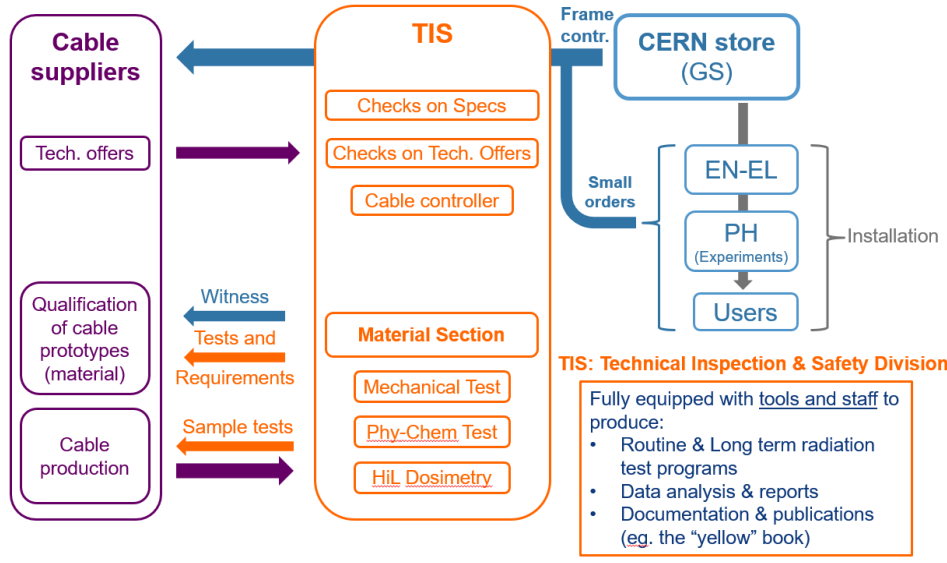 Cable
suppliers
Tech. offers
Qualification
of cable
prototypes
(material)
Cable
production
Witness
Tests and
Requirements
Sample tests
TIS
Checks on Specs
Checks on Tech. Offers
Cable controller
Material Section
Mechanical Test
Phy-Chem Test
HiL Dosimetry
Frame
contr.
Small
orders
CERN store
(GS)
EN-EL
PH
(Experiments)
Users
Installation
TIS: Technical Inspection & Safety Division
Fully equipped with tools and staff to
produce:
• Routine & Long term radiation
test programs
• Data analysis & reports
• Documentation & publications
(eg. the “yellow” book)